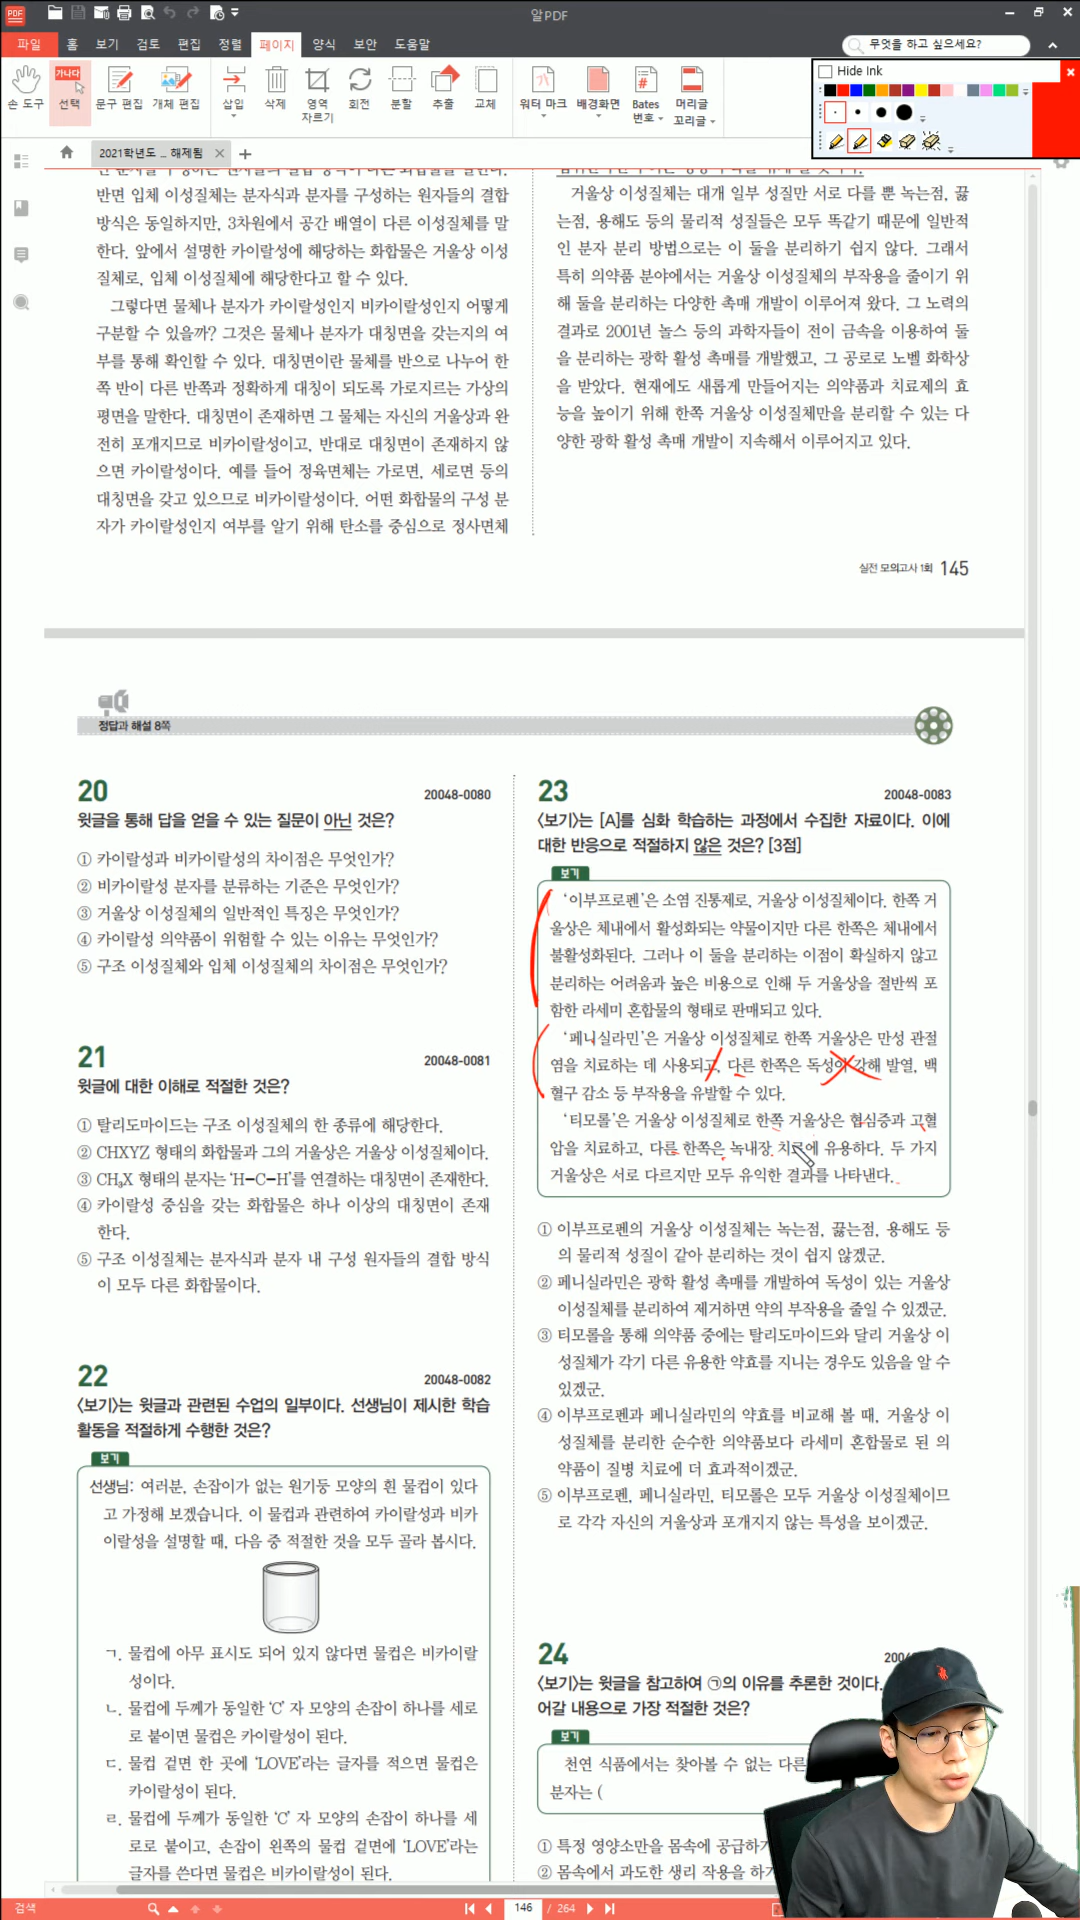 알PDF
파일 홈 보기 검토 편집 정렬 페이지 양식 보안 도움말
무엇을 하고 싶으세요?
손 도구 선택 문구 편집 개체 편집 삽입 삭제 영역 자르기 회전 분할 추출 교체 워터 마크 배경화면 Bates 번호 머리글 꼬리글
가나다
Hide Ink
2021학년도 ... 해제됨
반면 입체 이성질체는 분자식과 분자를 구성하는 원자들의 결합
방식은 동일하지만, 3차원에서 공간 배열이 다른 이성질체를 말
한다. 앞에서 설명한 카이랄성에 해당하는 화합물은 거울상 이성
질체로, 입체 이성질체에 해당한다고 할 수 있다.
그렇다면 물체나 분자가 카이랄성인지 비카이랄성인지 어떻게
구분할 수 있을까? 그것은 물체나 분자가 대칭면을 갖는지의 여
부를 통해 확인할 수 있다. 대칭면이란 물체를 반으로 나누어 한
쪽 반이 다른 반쪽과 정확하게 대칭이 되도록 가로지르는 가상의
평면을 말한다. 대칭면이 존재하면 그 물체는 자신의 거울상과 완
전히 포개지므로 비카이랄성이고, 반대로 대칭면이 존재하지 않
으면 카이랄성이다. 예를 들어 정육면체는 가로면, 세로면 등의
대칭면을 갖고 있으므로 비카이랄성이다. 어떤 화합물의 구성 분
자가 카이랄성인지 여부를 알기 위해 탄소를 중심으로 정사면체
거울상 이성질체는 대개 일부 성질만 서로 다를 뿐 녹는점, 끓
는점, 용해도 등의 물리적 성질들은 모두 똑같기 때문에 일반적
인 분자 분리 방법으로는 이 둘을 분리하기 쉽지 않다. 그래서
특히 의약품 분야에서는 거울상 이성질체의 부작용을 줄이기 위
해 둘을 분리하는 다양한 촉매 개발이 이루어져 왔다. 그 노력의
결과로 2001년 놀스 등의 과학자들이 전이 금속을 이용하여 둘
을 분리하는 광학 활성 촉매를 개발했고, 그 공로로 노벨 화학상
을 받았다. 현재에도 새롭게 만들어지는 의약품과 치료제의 효
능을 높이기 위해 한쪽 거울상 이성질체만을 분리할 수 있는 다
양한 광학 활성 촉매 개발이 지속해서 이루어지고 있다.
실전 모의고사 1회 145
정답과 해설 8쪽
20 20048-0080
윗글을 통해 답을 얻을 수 있는 질문이 아닌 것은?
① 카이랄성과 비카이랄성의 차이점은 무엇인가?
② 비카이랄성 분자를 분류하는 기준은 무엇인가?
③ 거울상 이성질체의 일반적인 특징은 무엇인가?
④ 카이랄성 의약품이 위험할 수 있는 이유는 무엇인가?
⑤ 구조 이성질체와 입체 이성질체의 차이점은 무엇인가?
21 20048-0081
윗글에 대한 이해로 적절한 것은?
① 탈리도마이드는 구조 이성질체의 한 종류에 해당한다.
② CHXYZ 형태의 화합물과 그의 거울상은 거울상 이성질체이다.
③ CH₃X 형태의 분자는 'H−C−H'를 연결하는 대칭면이 존재한다.
④ 카이랄성 중심을 갖는 화합물은 하나 이상의 대칭면이 존재
한다.
⑤ 구조 이성질체는 분자식과 분자 내 구성 원자들의 결합 방식
이 모두 다른 화합물이다.
22 20048-0082
<보기>는 윗글과 관련된 수업의 일부이다. 선생님이 제시한 학습
활동을 적절하게 수행한 것은?
보기
선생님: 여러분, 손잡이가 없는 원기둥 모양의 흰 물컵이 있다
고 가정해 보겠습니다. 이 물컵과 관련하여 카이랄성과 비카
이랄성을 설명할 때, 다음 중 적절한 것을 모두 골라 봅시다.
ㄱ. 물컵에 아무 표시도 되어 있지 않다면 물컵은 비카이랄
성이다.
ㄴ. 물컵에 두께가 동일한 'C' 자 모양의 손잡이 하나를 세로
로 붙이면 물컵은 카이랄성이 된다.
ㄷ. 물컵 겉면 한 곳에 'LOVE'라는 글자를 적으면 물컵은
카이랄성이 된다.
ㄹ. 물컵에 두께가 동일한 'C' 자 모양의 손잡이 하나를 세
로로 붙이고, 손잡이 왼쪽의 물컵 겉면에 'LOVE'라는
글자를 쓴다면 물컵은 비카이랄성이 된다.
23 20048-0083
<보기>는 [A]를 심화 학습하는 과정에서 수집한 자료이다. 이에
대한 반응으로 적절하지 않은 것은? [3점]
보기
'이부프로펜'은 소염 진통제로, 거울상 이성질체이다. 한쪽 거
울상은 체내에서 활성화되는 약물이지만 다른 한쪽은 체내에서
불활성화된다. 그러나 이 둘을 분리하는 이점이 확실하지 않고
분리하는 어려움과 높은 비용으로 인해 두 거울상을 절반씩 포
함한 라세미 혼합물의 형태로 판매되고 있다.
'페니실라민'은 거울상 이성질체로 한쪽 거울상은 만성 관절
염을 치료하는 데 사용되고, 다른 한쪽은 독성이 강해 발열, 백
혈구 감소 등 부작용을 유발할 수 있다.
'티모롤'은 거울상 이성질체로 한쪽 거울상은 협심증과 고혈
압을 치료하고, 다른 한쪽은 녹내장 치료에 유용하다. 두 가지
거울상은 서로 다르지만 모두 유익한 결과를 나타낸다.
① 이부프로펜의 거울상 이성질체는 녹는점, 끓는점, 용해도 등
의 물리적 성질이 같아 분리하는 것이 쉽지 않겠군.
② 페니실라민은 광학 활성 촉매를 개발하여 독성이 있는 거울상
이성질체를 분리하여 제거하면 약의 부작용을 줄일 수 있겠군.
③ 티모롤을 통해 의약품 중에는 탈리도마이드와 달리 거울상 이
성질체가 각기 다른 유용한 약효를 지니는 경우도 있음을 알 수
있겠군.
④ 이부프로펜과 페니실라민의 약효를 비교해 볼 때, 거울상 이
성질체를 분리한 순수한 의약품보다 라세미 혼합물로 된 의
약품이 질병 치료에 더 효과적이겠군.
⑤ 이부프로펜, 페니실라민, 티모롤은 모두 거울상 이성질체이므
로 각각 자신의 거울상과 포개지지 않는 특성을 보이겠군.
24
<보기>는 윗글을 참고하여 ㉠의 이유를 추론한 것이다.
어갈 내용으로 가장 적절한 것은?
보기
천연 식품에서는 찾아볼 수 없는 다른
분자는 (
① 특정 영양소만을 몸속에 공급하기
② 몸속에서 과도한 생리 작용을 하기
검색
146 / 264